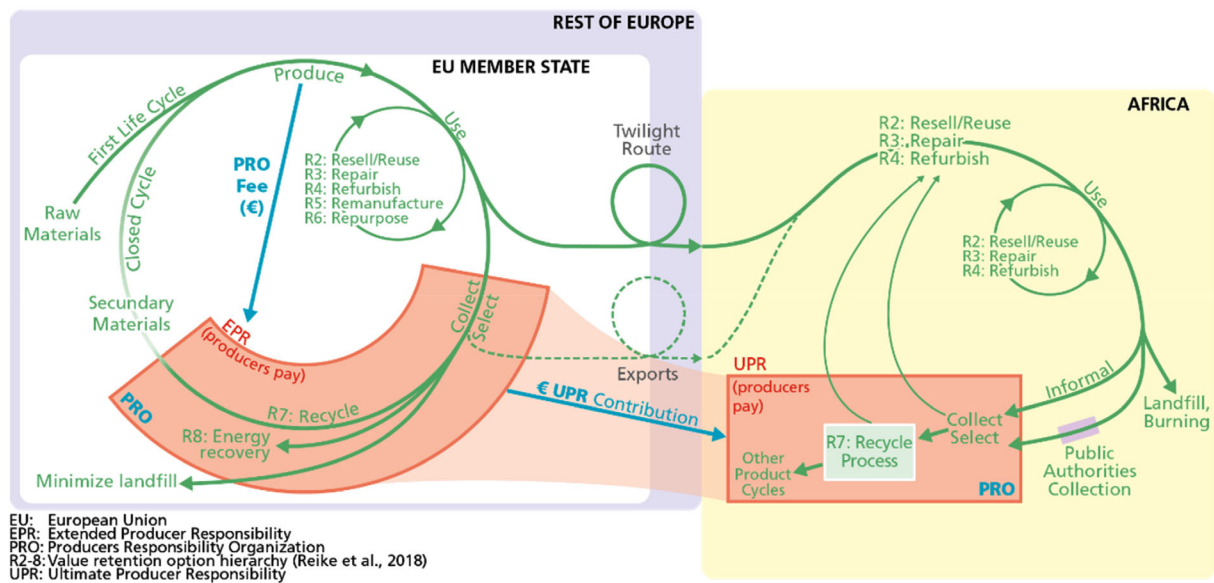 REST OF EUROPE
EU MEMBER STATE
AFRICA
Produce
First Life Cycle
Closed Cycle
Raw
Materials
PRO
Fee
(€)
Use
R2: Resell/Reuse
R3: Repair
R4: Refurbish
R5: Remanufacture
R6: Repurpose
Secundary
Materials
EPR
(producers pay)
Collect
Select
PRO
R7: Recycle
R8: Energy
recovery
Minimize landfill
Twilight
Route
Exports
€ UPR Contribution
R2: Resell/Reuse
R3: Repair
R4: Refurbish
Use
R2: Resell/Reuse
R3: Repair
R4: Refurbish
UPR
(producers
pay)
Informal
Landfill,
Burning
Collect
Select
R7: Recycle
Process
Other
Product
Cycles
PRO
Public
Authorities
Collection
EU: European Union
EPR: Extended Producer Responsibility
PRO: Producers Responsibility Organization
R2-8: Value retention option hierarchy (Reike et al., 2018)
UPR: Ultimate Producer Responsibility